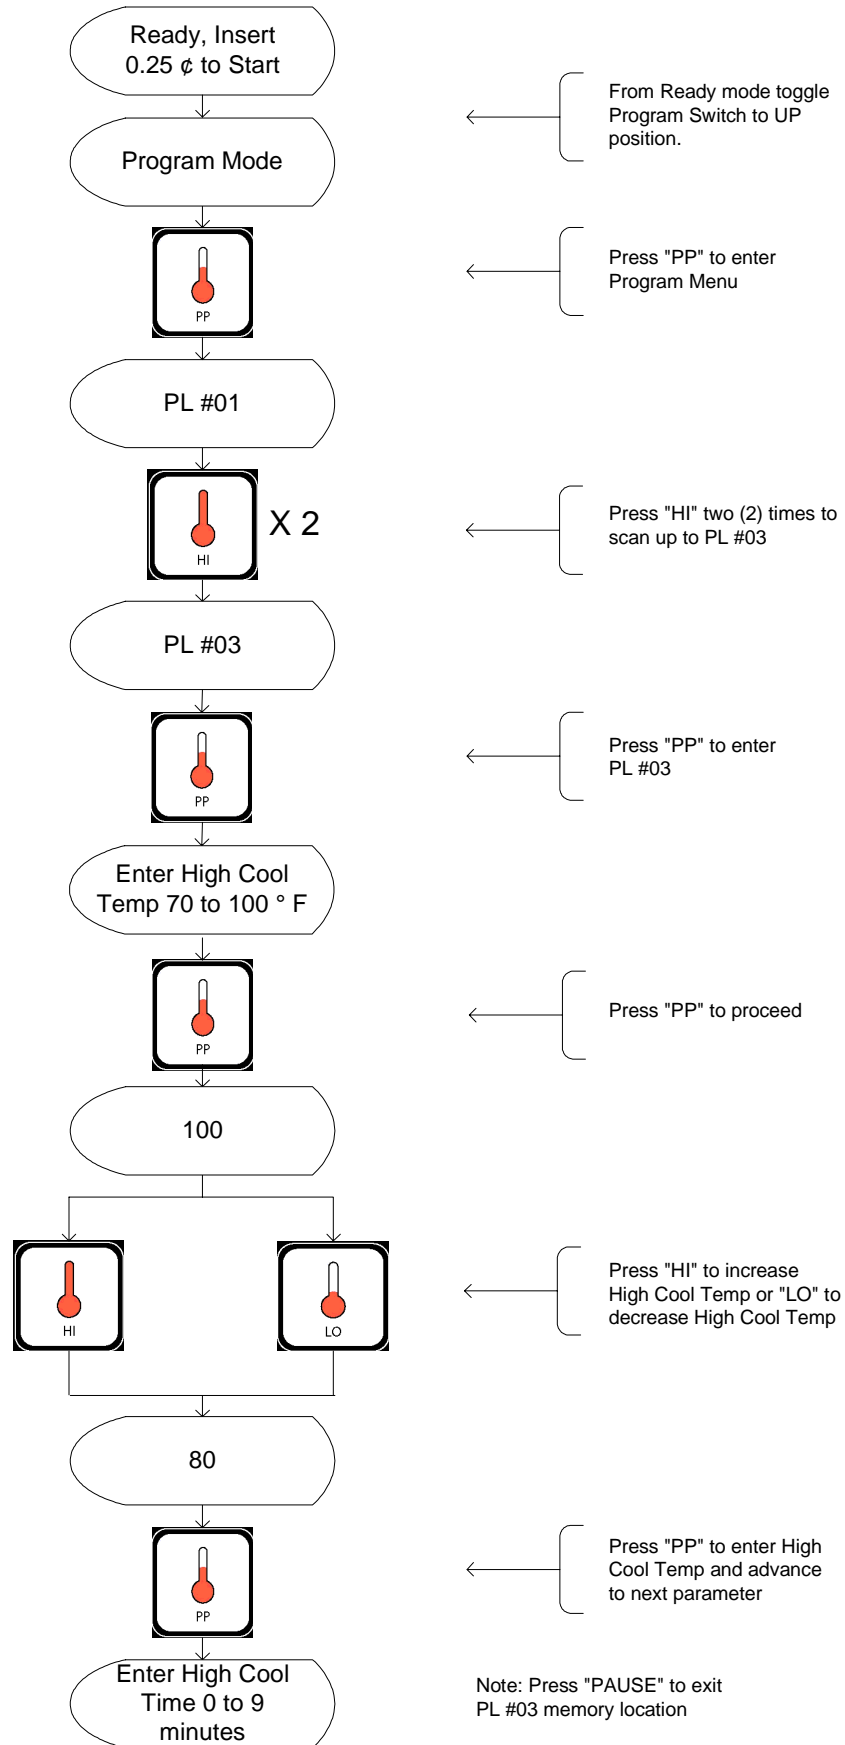 Ready, Insert
0.25 ¢ to Start
From Ready mode toggle
Program Switch to UP
position.
Program Mode
PP
Press "PP" to enter
Program Menu
PL #01
HI
X 2
Press "HI" two (2) times to
scan up to PL #03
PL #03
PP
Press "PP" to enter
PL #03
Enter High Cool
Temp 70 to 100 ° F
PP
Press "PP" to proceed
100
HI
LO
Press "HI" to increase
High Cool Temp or "LO" to
decrease High Cool Temp
80
PP
Press "PP" to enter High
Cool Temp and advance
to next parameter
Enter High Cool
Time 0 to 9
minutes
Note: Press "PAUSE" to exit
PL #03 memory location